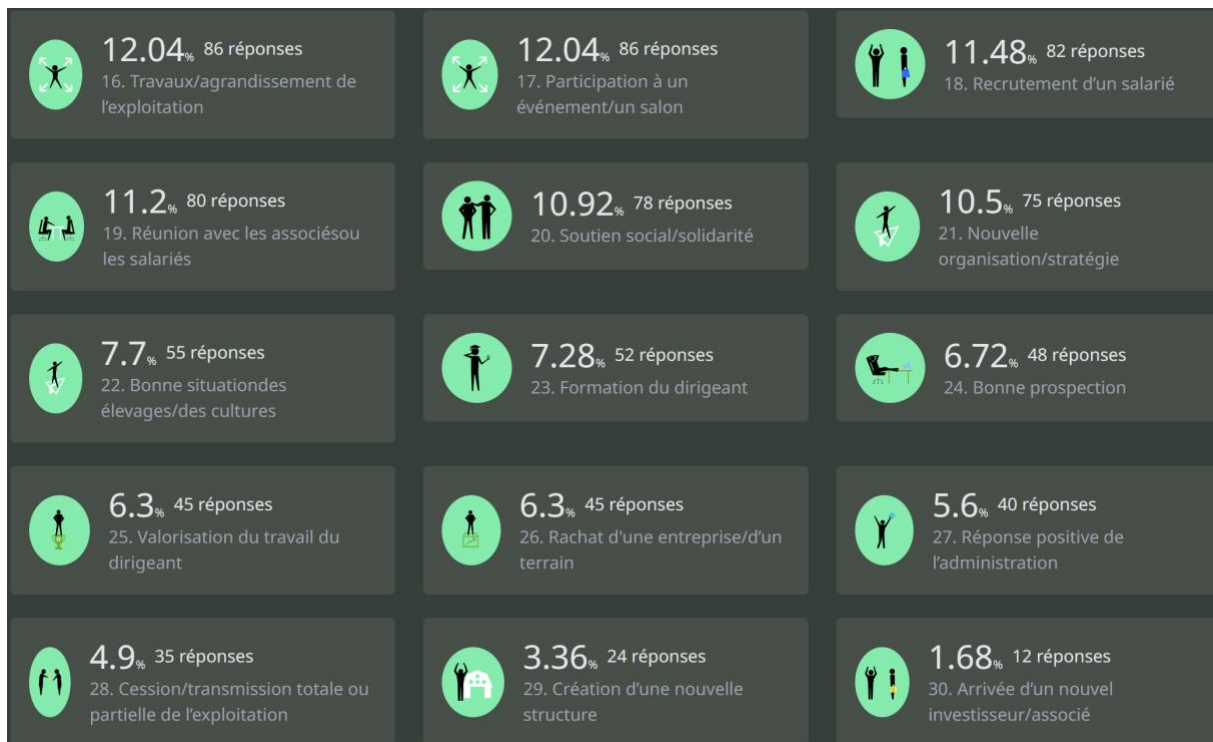 12.04% 86 réponses
16. Travaux/agrandissement de
l’exploitation
12.04% 86 réponses
17. Participation à un
événement/un salon
11.48% 82 réponses
18. Recrutement d’un salarié
11.2% 80 réponses
19. Réunion avec les associésou
les salariés
10.92% 78 réponses
20. Soutien social/solidarité
10.5% 75 réponses
21. Nouvelle
organisation/stratégie
7.7% 55 réponses
22. Bonne situationdes
élevages/des cultures
7.28% 52 réponses
23. Formation du dirigeant
6.72% 48 réponses
24. Bonne prospection
6.3% 45 réponses
25. Valorisation du travail du
dirigeant
6.3% 45 réponses
26. Rachat d'une entreprise/d’un
terrain
5.6% 40 réponses
27. Réponse positive de
l’administration
4.9% 35 réponses
28. Cession/transmission totale ou
partielle de l’exploitation
3.36% 24 réponses
29. Création d’une nouvelle
structure
1.68% 12 réponses
30. Arrivée d’un nouvel
investisseur/associé